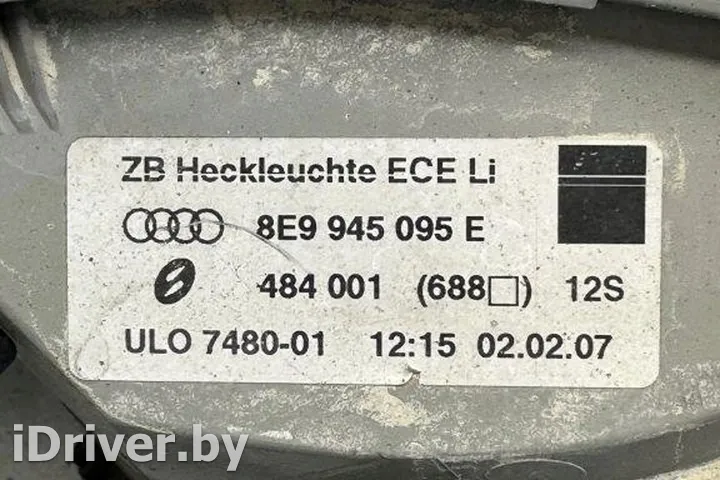 ZB Heckleuchte ECE Li
8E9 945 095 E
484 001 (688□) 12S
ULO 7480-01 12:15 02.02.07
iDriver.by